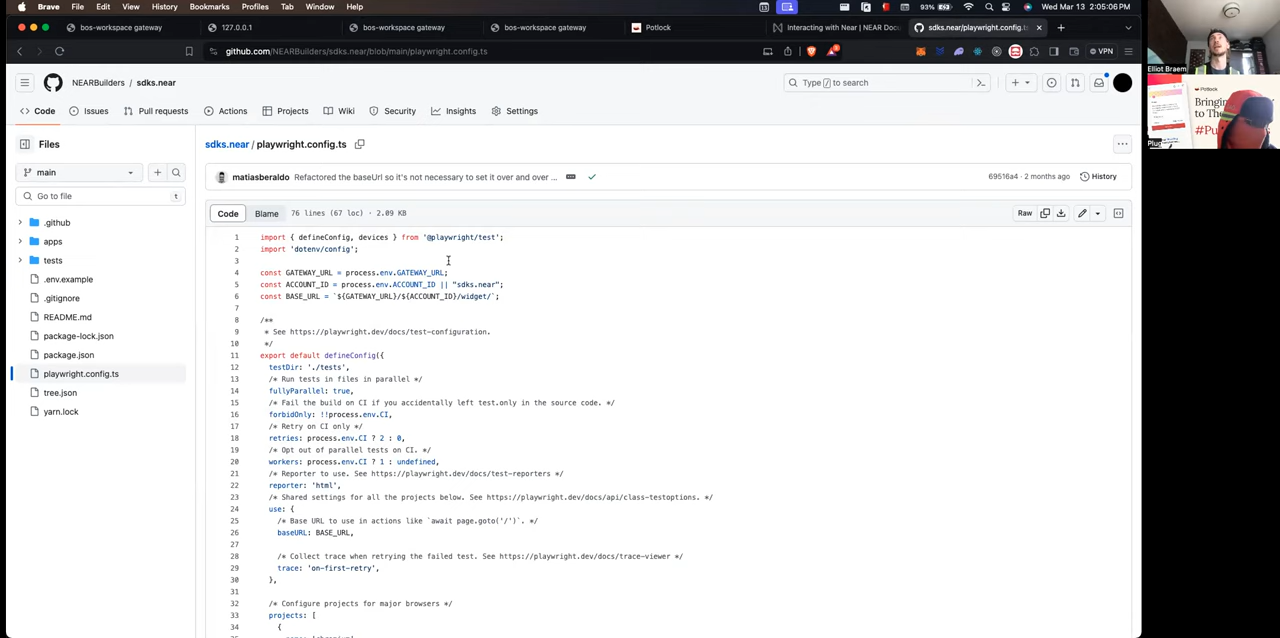 Brave File Edit View History Bookmarks Profiles Tab Window Help
93% Wed Mar 13 2:05:06 PM
bos-workspace gateway
127.0.0.1
bos-workspace gateway
bos-workspace gateway
Potlock
Interacting with Near | NEAR Doc
sdks.near/playwright.config.ts
github.com/NEARBuilders/sdks.near/blob/main/playwright.config.ts
VPN
NEARBuilders / sdks.near
Type / to search
Code Issues Pull requests Actions Projects Wiki Security Insights Settings
Files
main
Go to file t
.github
apps
tests
.env.example
.gitignore
README.md
package-lock.json
package.json
playwright.config.ts
tree.json
yarn.lock
sdks.near / playwright.config.ts
matiasberaldo Refactored the baseUrl so it's not necessary to set it over and over ... 69516a4 · 2 months ago History
Code Blame 76 lines (67 loc) · 2.09 KB Raw
1 import { defineConfig, devices } from '@playwright/test';
2 import 'dotenv/config';
3
4 const GATEWAY_URL = process.env.GATEWAY_URL;
5 const ACCOUNT_ID = process.env.ACCOUNT_ID || "sdks.near";
6 const BASE_URL = `${GATEWAY_URL}/${ACCOUNT_ID}/widget/`;
7
8 /**
9 * See https://playwright.dev/docs/test-configuration.
10 */
11 export default defineConfig({
12 testDir: './tests',
13 /* Run tests in files in parallel */
14 fullyParallel: true,
15 /* Fail the build on CI if you accidentally left test.only in the source code. */
16 forbidOnly: !!process.env.CI,
17 /* Retry on CI only */
18 retries: process.env.CI ? 2 : 0,
19 /* Opt out of parallel tests on CI. */
20 workers: process.env.CI ? 1 : undefined,
21 /* Reporter to use. See https://playwright.dev/docs/test-reporters */
22 reporter: 'html',
23 /* Shared settings for all the projects below. See https://playwright.dev/docs/api/class-testoptions. */
24 use: {
25 /* Base URL to use in actions like `await page.goto('/')`. */
26 baseURL: BASE_URL,
27
28 /* Collect trace when retrying the failed test. See https://playwright.dev/docs/trace-viewer */
29 trace: 'on-first-retry',
30 },
31
32 /* Configure projects for major browsers */
33 projects: [
34 {
Elliot Braem
Potlock
Bringing
to The
#Pu
Plug